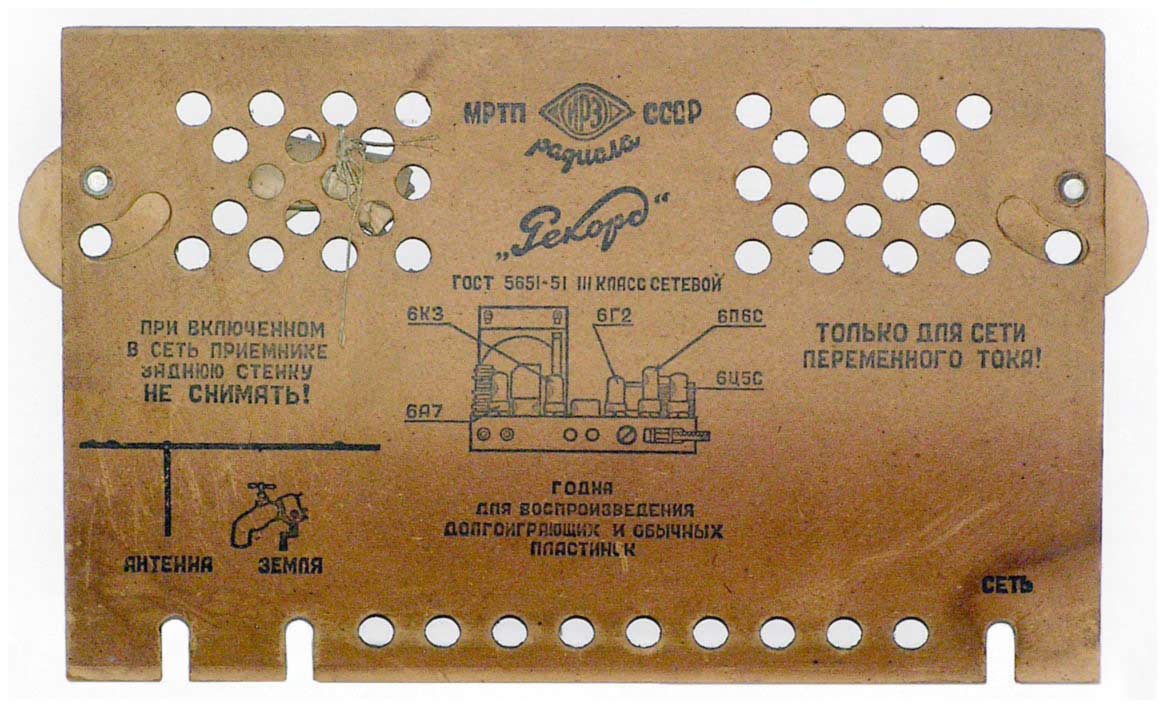 МРТП ИРЗ СССР
радиола
„Рекорд“
ГОСТ 5651-51 III КЛАСС СЕТЕВОЙ
6К3
6Г2
6П6С
6Ц5С
6А7
ПРИ ВКЛЮЧЕННОМ
В СЕТЬ ПРИЕМНИКЕ
ЗАДНЮЮ СТЕНКУ
НЕ СНИМАТЬ!
ТОЛЬКО ДЛЯ СЕТИ
ПЕРЕМЕННОГО ТОКА!
ГОДНА
ДЛЯ ВОСПРОИЗВЕДЕНИЯ
ДОЛГОИГРАЮЩИХ И ОБЫЧНЫХ
ПЛАСТИНОК
АНТЕННА
ЗЕМЛЯ
СЕТЬ